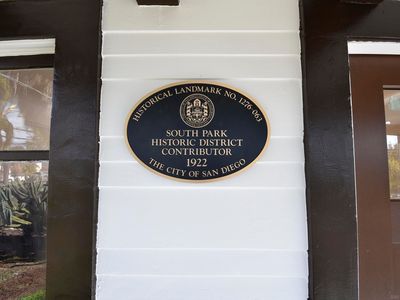 HISTORICAL LANDMARK NO. 1276-063
SOUTH PARK
HISTORIC DISTRICT
CONTRIBUTOR
1922
THE CITY OF SAN DIEGO